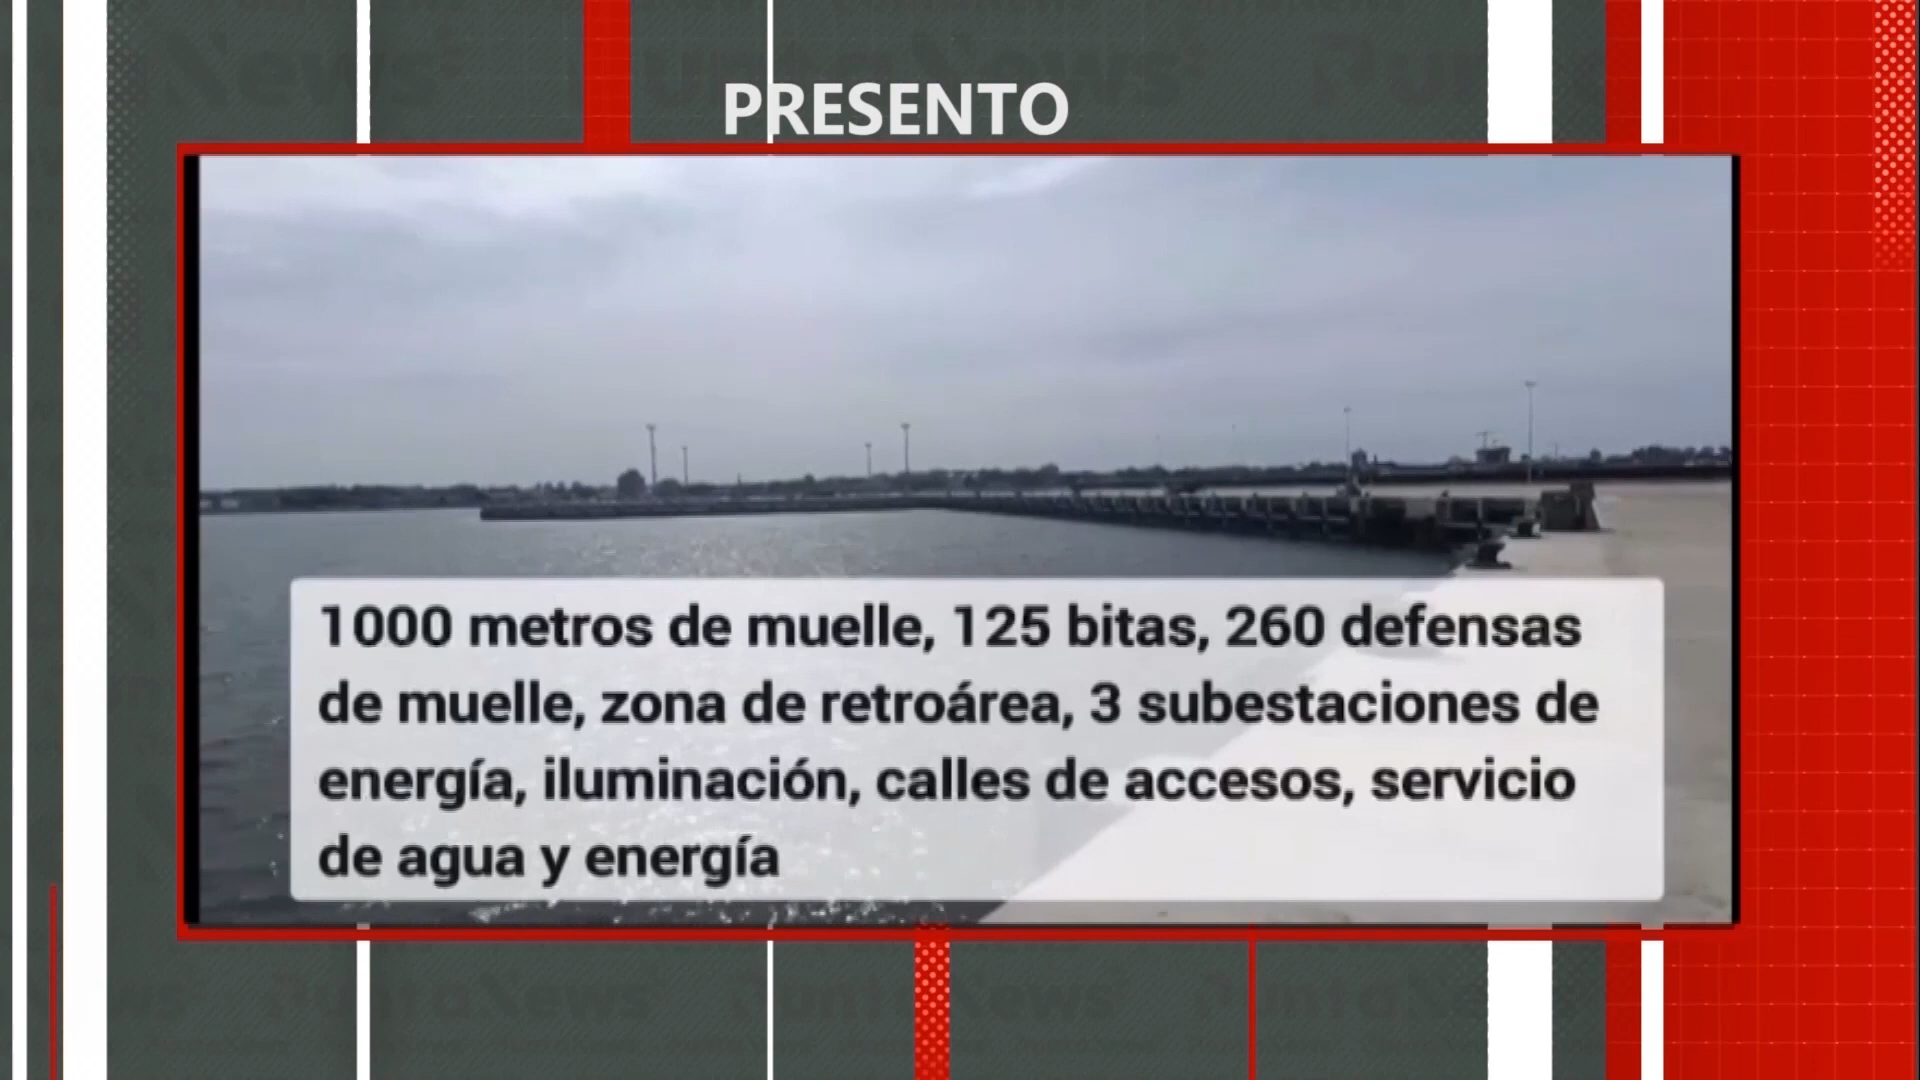 PRESENTO
1000 metros de muelle, 125 bitas, 260 defensas
de muelle, zona de retroárea, 3 subestaciones de
energía, iluminación, calles de accesos, servicio
de agua y energía
PuntaNews